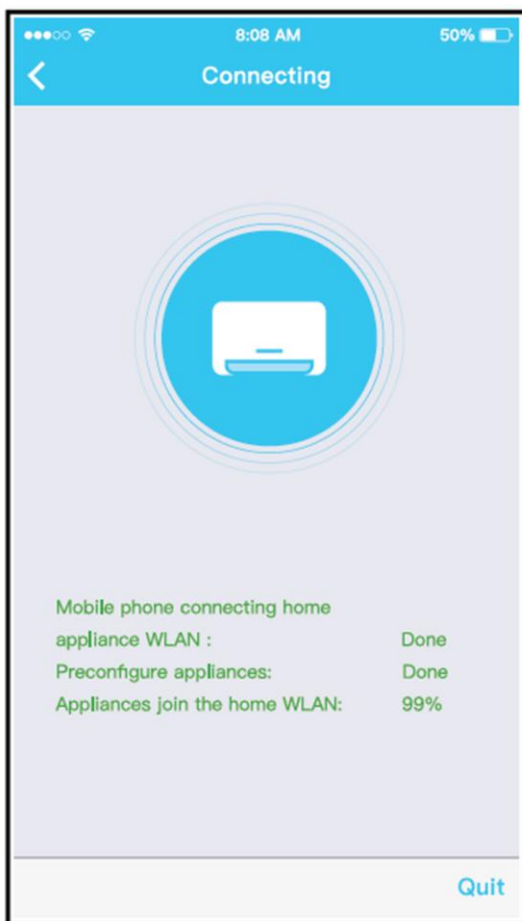 8:08 AM 50%
Connecting
Mobile phone connecting home
appliance WLAN : Done
Preconfigure appliances: Done
Appliances join the home WLAN: 99%
Quit